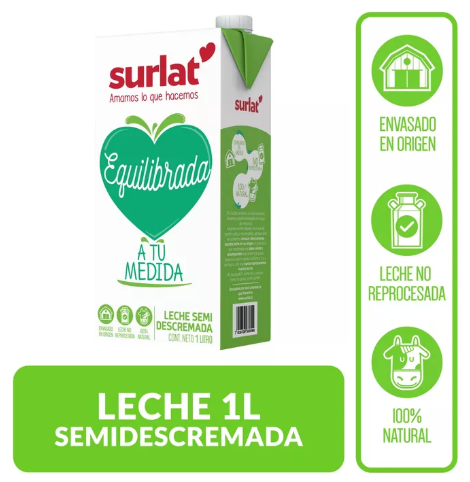 surlat
Amamos lo que hacemos
Equilibrada
A TU
MEDIDA
ENVASADO
EN ORIGEN
LECHE NO
REPROCESADA
100%
NATURAL
LECHE SEMI
DESCREMADA
CONT. NETO 1 LITRO
surlat
ENVASADO
EN ORIGEN
LECHE NO
REPROCESADA
100%
NATURAL
LECHE 1L
SEMIDESCREMADA